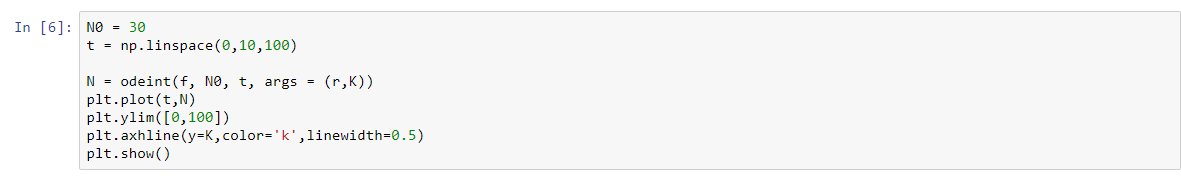 In [6]: N0 = 30
t = np.linspace(0,10,100)
N = odeint(f, N0, t, args = (r,K))
plt.plot(t,N)
plt.ylim([0,100])
plt.axhline(y=K,color='k',linewidth=0.5)
plt.show()